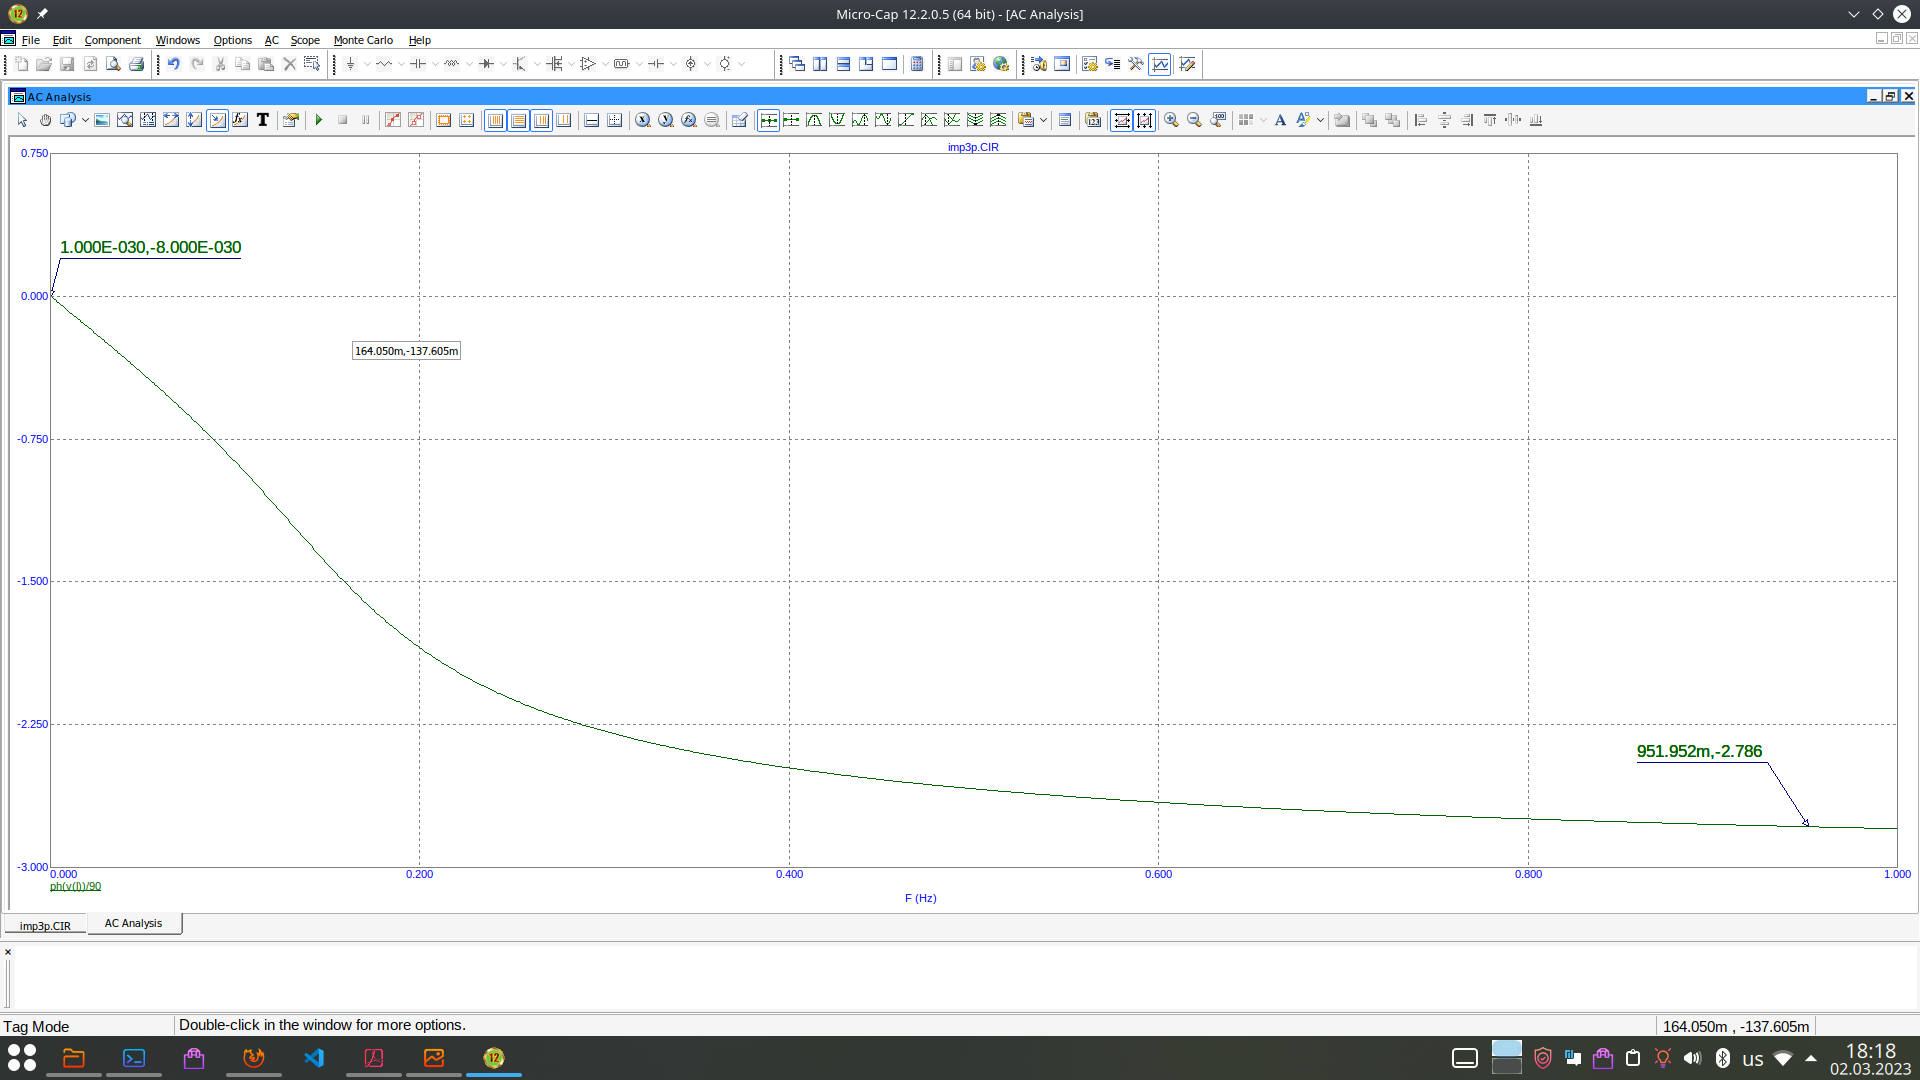 Micro-Cap 12.2.0.5 (64 bit) - [AC Analysis]
File Edit Component Windows Options AC Scope Monte Carlo Help
AC Analysis
imp3p.CIR
0.750
1.000E-030,-8.000E-030
0.000
164.050m,-137.605m
-0.750
-1.500
-2.250
951.952m,-2.786
-3.000
0.000 0.200 0.400 0.600 0.800 1.000
ph(v(l))/90
F (Hz)
imp3p.CIR AC Analysis
Tag Mode Double-click in the window for more options. 164.050m , -137.605m
12 us 18:18
02.03.2023